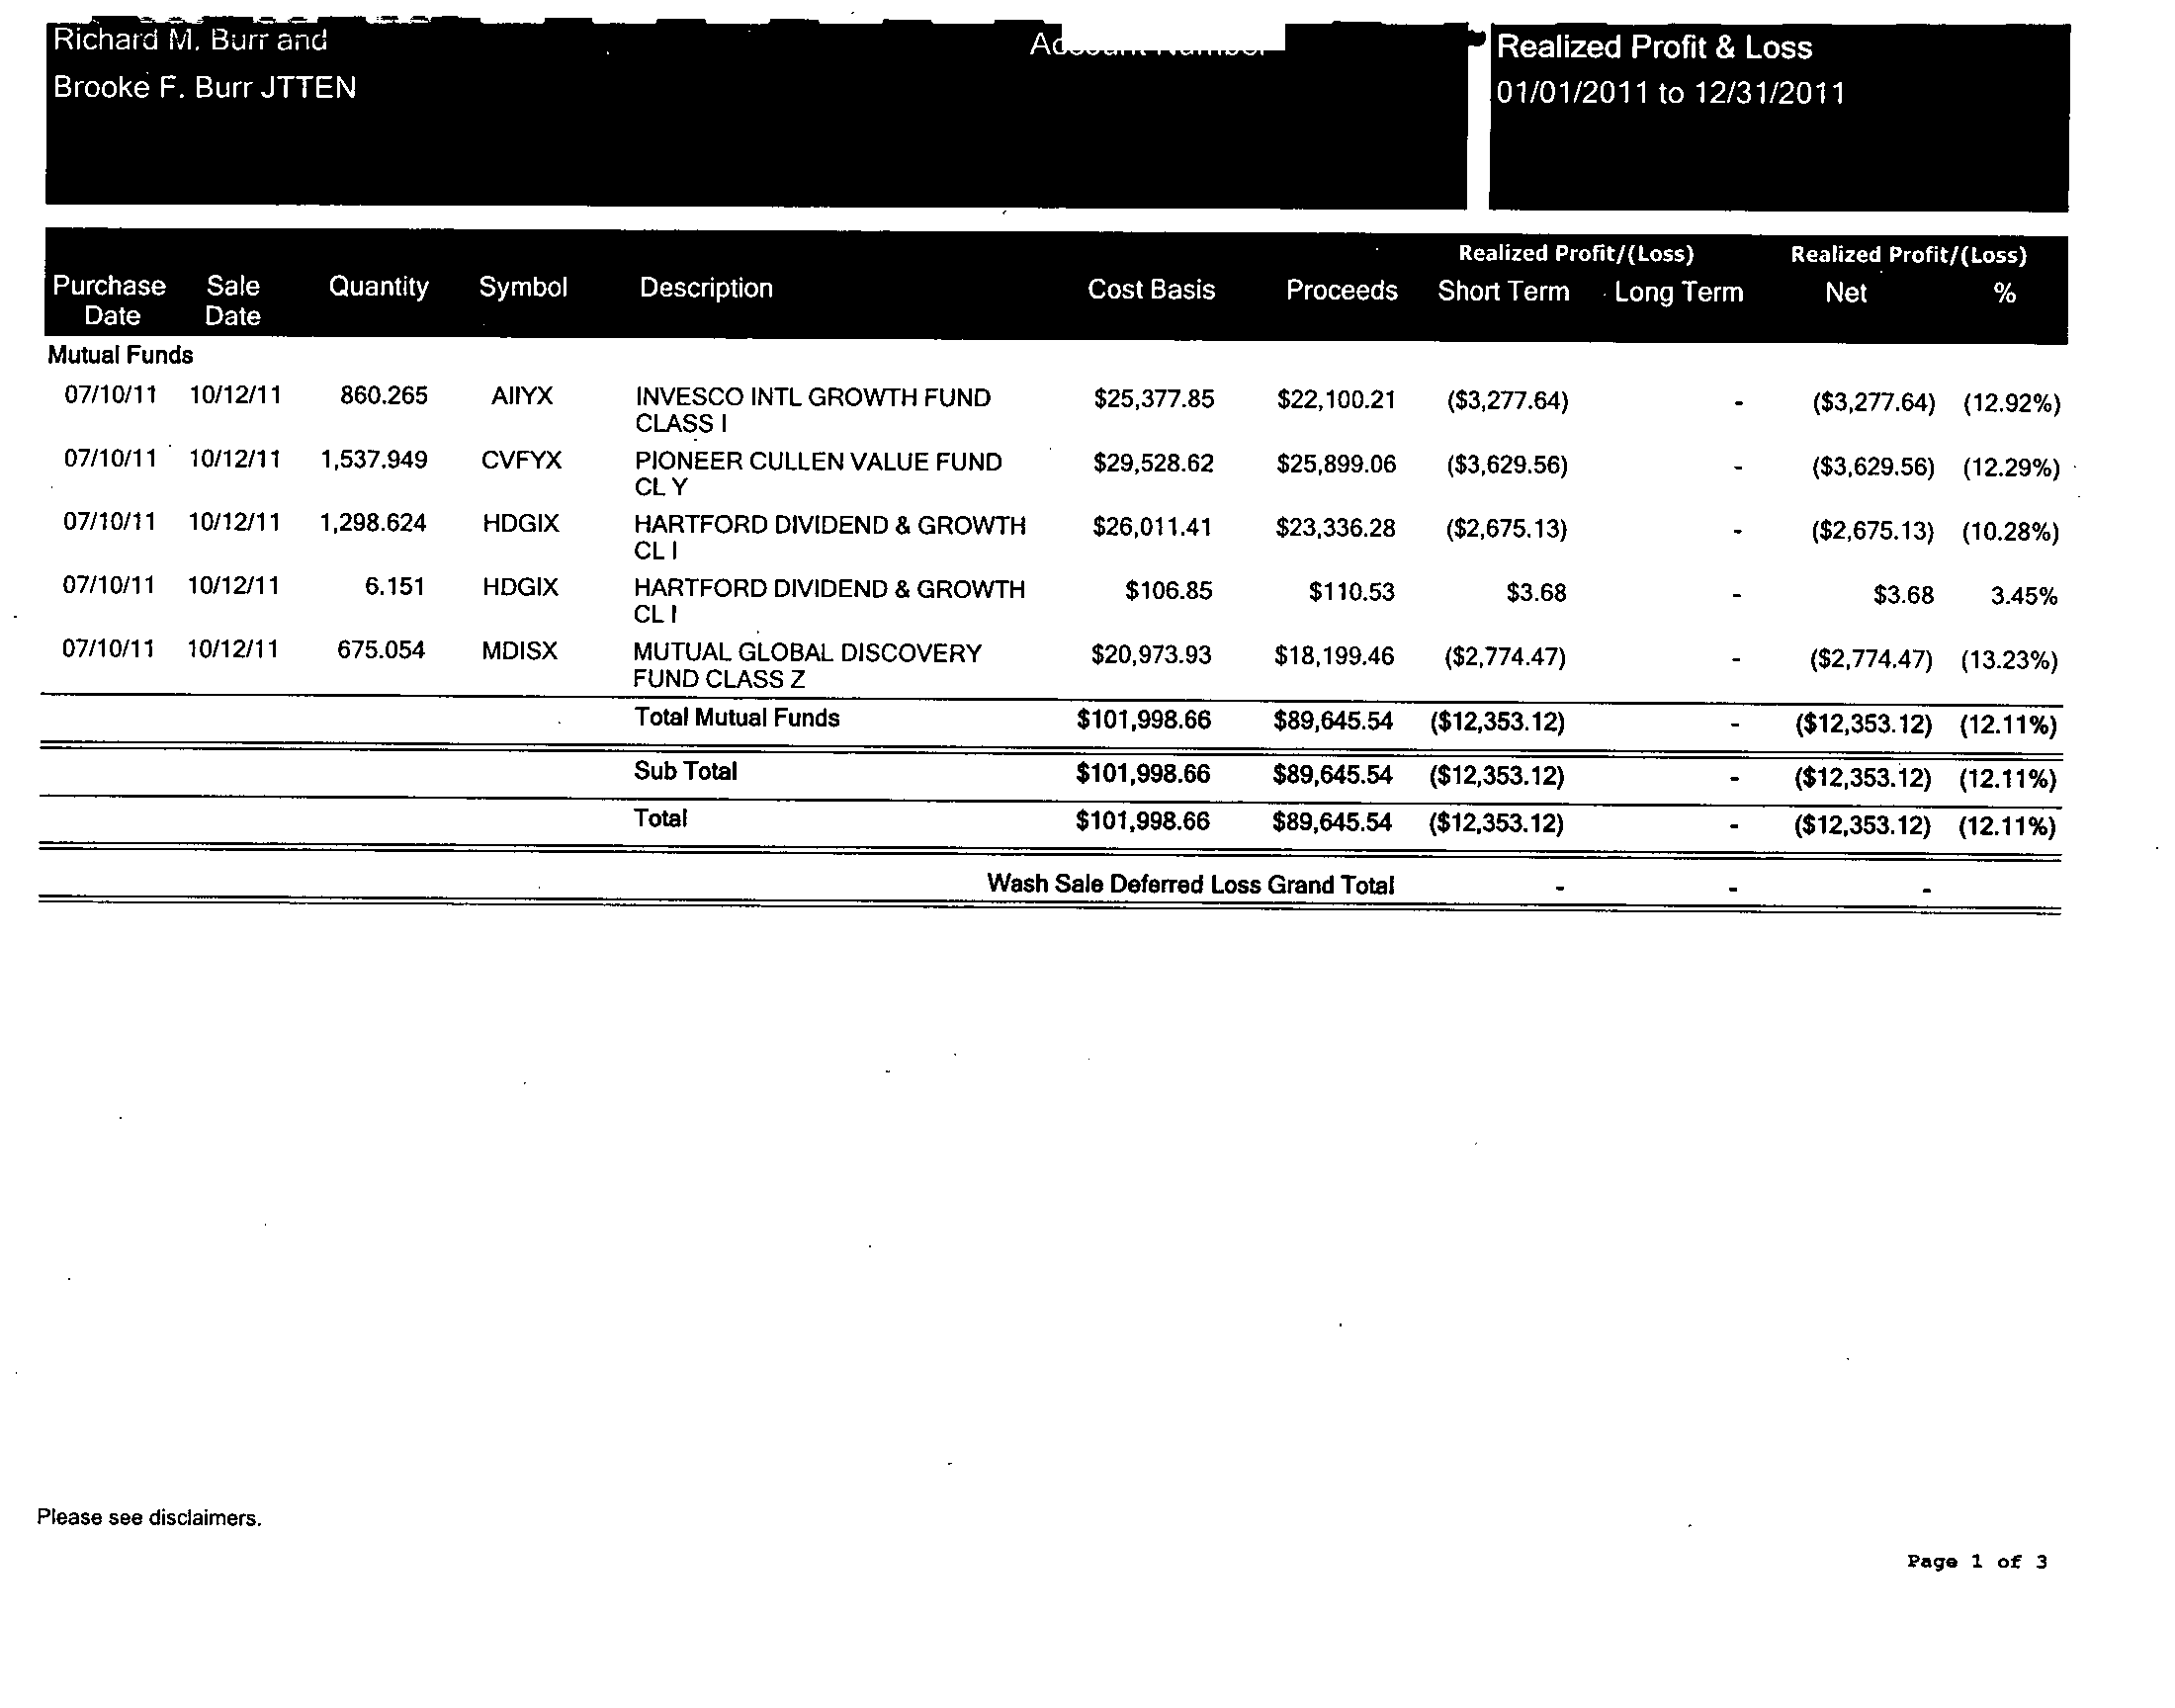 Richard M. Burr and
Brooke F. Burr JTTEN
Account Number
Realized Profit & Loss
01/01/2011 to 12/31/2011
Realized Profit/(Loss) Realized Profit/(Loss)
Purchase Date Sale Date Quantity Symbol Description Cost Basis Proceeds Short Term Long Term Net %
Mutual Funds
07/10/11 10/12/11 860.265 AIIYX INVESCO INTL GROWTH FUND $25,377.85 $22,100.21 ($3,277.64) - ($3,277.64) (12.92%)
CLASS I
07/10/11 10/12/11 1,537.949 CVFYX PIONEER CULLEN VALUE FUND $29,528.62 $25,899.06 ($3,629.56) - ($3,629.56) (12.29%)
CL Y
07/10/11 10/12/11 1,298.624 HDGIX HARTFORD DIVIDEND & GROWTH $26,011.41 $23,336.28 ($2,675.13) - ($2,675.13) (10.28%)
CL I
07/10/11 10/12/11 6.151 HDGIX HARTFORD DIVIDEND & GROWTH $106.85 $110.53 $3.68 - $3.68 3.45%
CL I
07/10/11 10/12/11 675.054 MDISX MUTUAL GLOBAL DISCOVERY $20,973.93 $18,199.46 ($2,774.47) - ($2,774.47) (13.23%)
FUND CLASS Z
Total Mutual Funds $101,998.66 $89,645.54 ($12,353.12) - ($12,353.12) (12.11%)
Sub Total $101,998.66 $89,645.54 ($12,353.12) - ($12,353.12) (12.11%)
Total $101,998.66 $89,645.54 ($12,353.12) - ($12,353.12) (12.11%)
Wash Sale Deferred Loss Grand Total - - -
Please see disclaimers.
Page 1 of 3